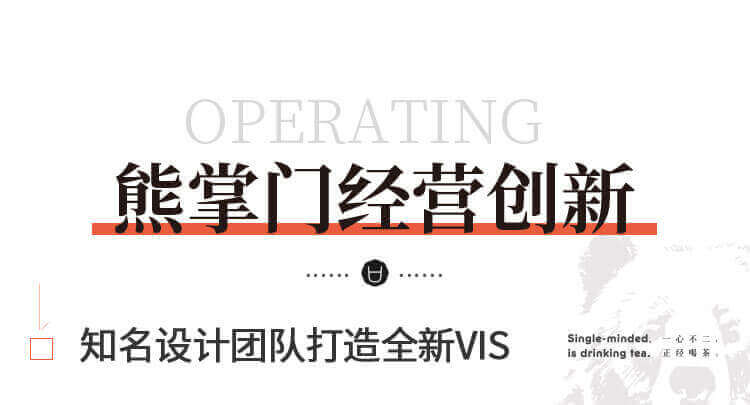 OPERATING
熊掌门经营创新
知名设计团队打造全新VIS
Single-minded. 一心不二,
is drinking tea. 正经喝茶。